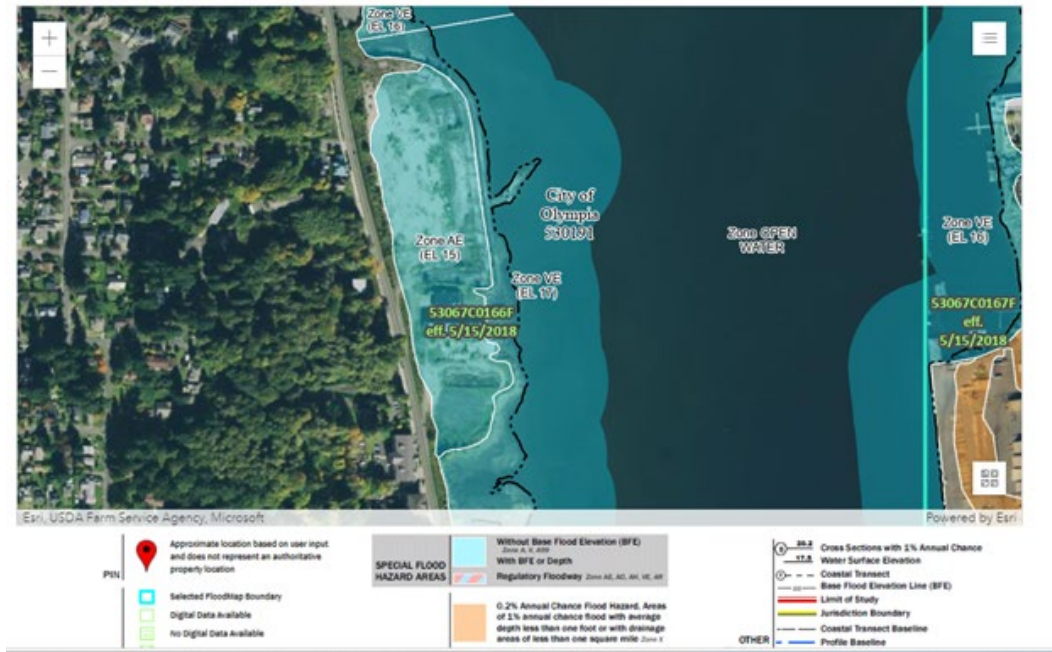 Zone VE
(EL 16)
City of
Olympia
530191
Zone OPEN
WATER
Zone VE
(EL 16)
Zone AE
(EL 15)
Zone VE
(EL 17)
53067C0166F
eff. 5/15/2018
53067C0167F
eff.
5/15/2018
Esri, USDA Farm Service Agency, Microsoft
Powered by Esri
PIN
Approximate location based on user input
and does not represent an authoritative
property location
Selected FloodMap Boundary
Digital Data Available
No Digital Data Available
SPECIAL FLOOD
HAZARD AREAS
Without Base Flood Elevation (BFE)
Zone A, V, A99
With BFE or Depth
Regulatory Floodway Zone AE, AO, AH, VE, AR
0.2% Annual Chance Flood Hazard, Areas
of 1% annual chance flood with average
depth less than one foot or with drainage
areas of less than one square mile Zone X
OTHER
Cross Sections with 1% Annual Chance
17.5 Water Surface Elevation
Coastal Transect
Base Flood Elevation Line (BFE)
Limit of Study
Jurisdiction Boundary
Coastal Transect Baseline
Profile Baseline